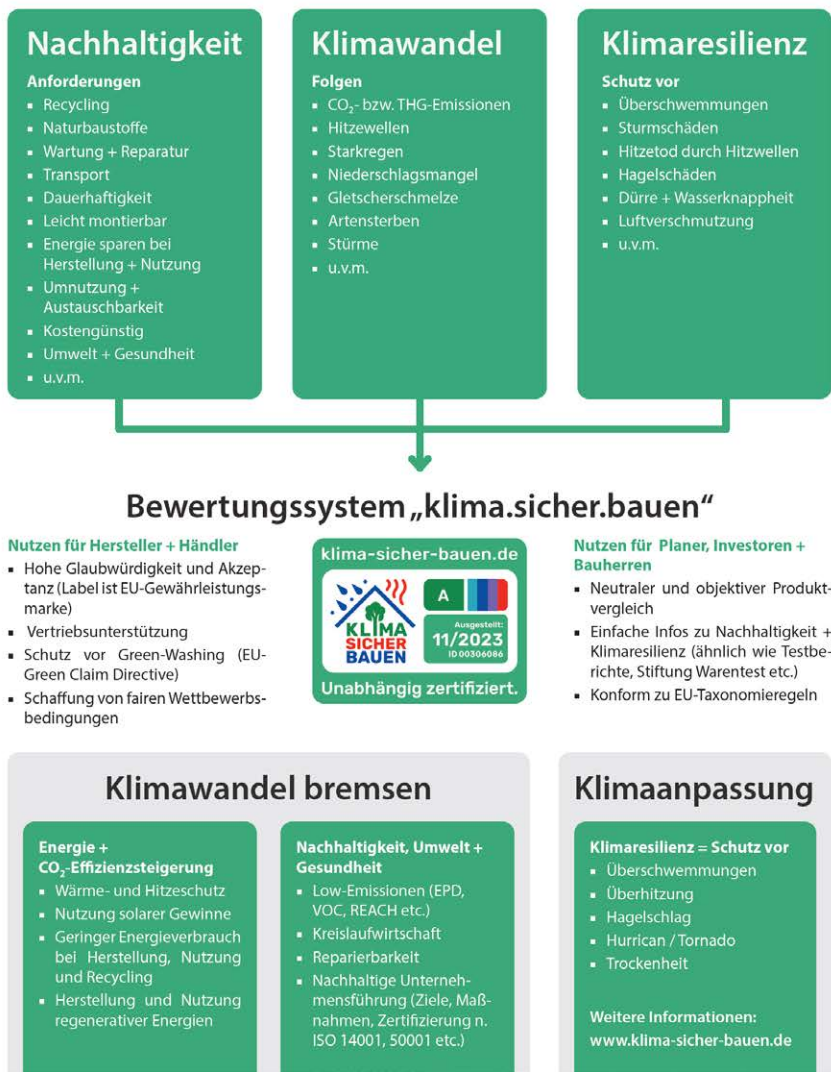 Nachhaltigkeit
Anforderungen
▪ Recycling
▪ Naturbaustoffe
▪ Wartung + Reparatur
▪ Transport
▪ Dauerhaftigkeit
▪ Leicht montierbar
▪ Energie sparen bei
Herstellung + Nutzung
▪ Umnutzung +
Austauschbarkeit
▪ Kostengünstig
▪ Umwelt + Gesundheit
▪ u.v.m.
Klimawandel
Folgen
▪ CO₂- bzw. THG-Emissionen
▪ Hitzewellen
▪ Starkregen
▪ Niederschlagsmangel
▪ Gletscherschmelze
▪ Artensterben
▪ Stürme
▪ u.v.m.
Klimaresilienz
Schutz vor
▪ Überschwemmungen
▪ Sturmschäden
▪ Hitzetod durch Hitzwellen
▪ Hagelschäden
▪ Dürre + Wasserknappheit
▪ Luftverschmutzung
▪ u.v.m.
Bewertungssystem „klima.sicher.bauen“
Nutzen für Hersteller + Händler
▪ Hohe Glaubwürdigkeit und Akzep-
tanz (Label ist EU-Gewährleistungs-
marke)
▪ Vertriebsunterstützung
▪ Schutz vor Green-Washing (EU-
Green Claim Directive)
▪ Schaffung von fairen Wettbewerbs-
bedingungen
klima-sicher-bauen.de
KLIMA
SICHER
BAUEN
A
Ausgestellt:
11/2023
ID 00306086
Unabhängig zertifiziert.
Nutzen für Planer, Investoren +
Bauherren
▪ Neutraler und objektiver Produkt-
vergleich
▪ Einfache Infos zu Nachhaltigkeit +
Klimaresilienz (ähnlich wie Testbe-
richte, Stiftung Warentest etc.)
▪ Konform zu EU-Taxonomieregeln
Klimawandel bremsen
Energie +
CO₂-Effizienzsteigerung
▪ Wärme- und Hitzeschutz
▪ Nutzung solarer Gewinne
▪ Geringer Energieverbrauch
bei Herstellung, Nutzung
und Recycling
▪ Herstellung und Nutzung
regenerativer Energien
Nachhaltigkeit, Umwelt +
Gesundheit
▪ Low-Emissionen (EPD,
VOC, REACH etc.)
▪ Kreislaufwirtschaft
▪ Reparierbarkeit
▪ Nachhaltige Unterneh-
mensführung (Ziele, Maß-
nahmen, Zertifizierung n.
ISO 14001, 50001 etc.)
Klimaanpassung
Klimaresilienz = Schutz vor
▪ Überschwemmungen
▪ Überhitzung
▪ Hagelschlag
▪ Hurrican / Tornado
▪ Trockenheit
Weitere Informationen:
www.klima-sicher-bauen.de